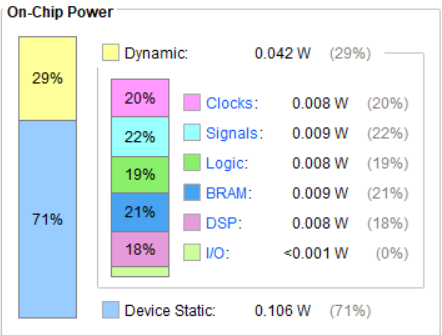 On-Chip Power
29%
71%
Dynamic: 0.042 W (29%)
20%
22%
19%
21%
18%
Clocks: 0.008 W (20%)
Signals: 0.009 W (22%)
Logic: 0.008 W (19%)
BRAM: 0.009 W (21%)
DSP: 0.008 W (18%)
I/O: <0.001 W (0%)
Device Static: 0.106 W (71%)